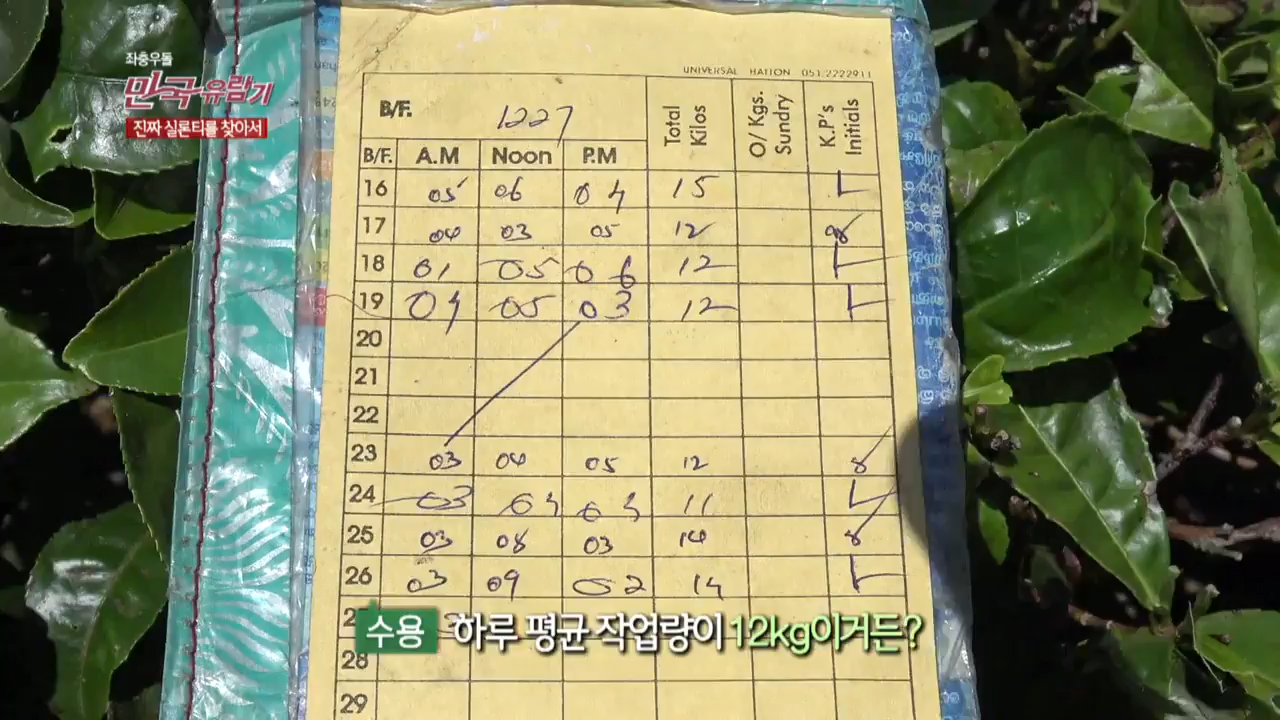 좌충우돌
만국유람기
진짜 실론티를 찾아서
UNIVERSAL HATION 051.2222911
B/F. 1227 Total Kilos O/Kgs. Sundry K.P's Initials
B/F. A.M Noon P.M
16 05 06 04 15
17 04 03 05 12
18 01 05 06 12
19 04 05 03 12
20
21
22
23 03 04 05 12
24 03 04 04 11
25 03 08 03 14
26 03 09 02 14
수용 하루 평균 작업량이 12kg이거든?
28
29